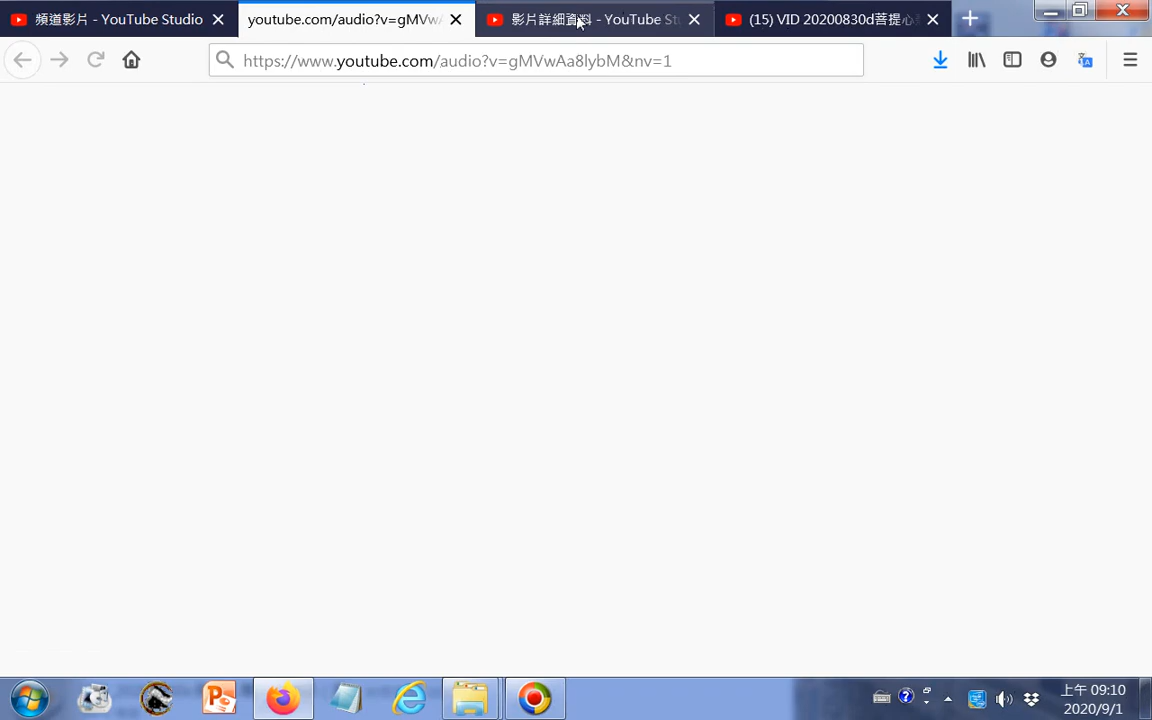 頻道影片 - YouTube Studio
youtube.com/audio?v=gMVw
影片詳細資料 - YouTube St
(15) VID 20200830d菩提心
https://www.youtube.com/audio?v=gMVwAa8lybM&nv=1
上午 09:10
2020/9/1